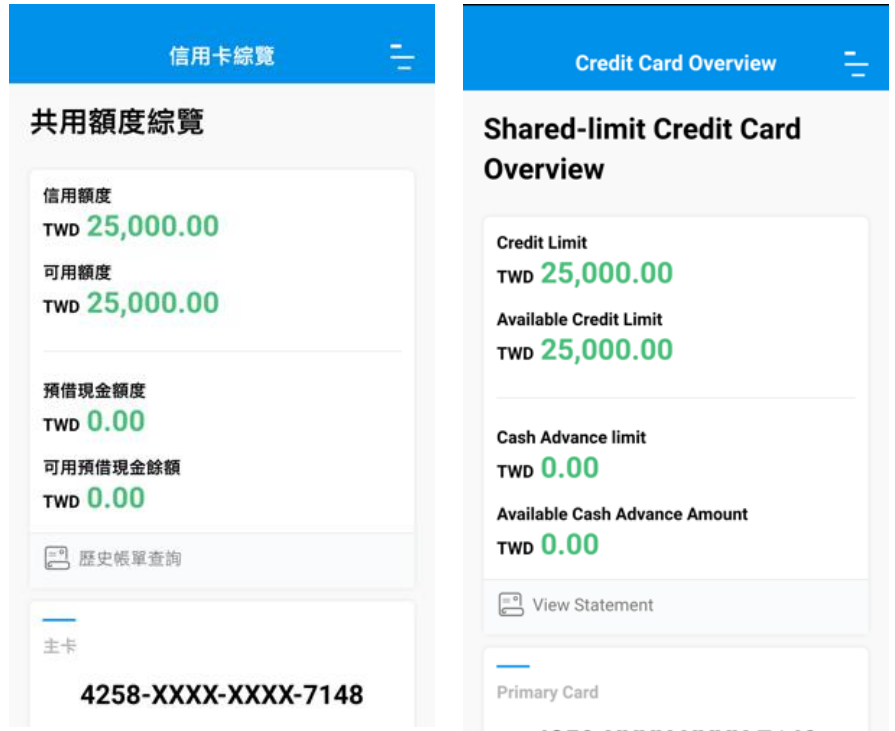 信用卡綜覽
共用額度綜覽
信用額度
TWD 25,000.00
可用額度
TWD 25,000.00
預借現金額度
TWD 0.00
可用預借現金餘額
TWD 0.00
歷史帳單查詢
主卡
4258-XXXX-XXXX-7148
Credit Card Overview
Shared-limit Credit Card
Overview
Credit Limit
TWD 25,000.00
Available Credit Limit
TWD 25,000.00
Cash Advance limit
TWD 0.00
Available Cash Advance Amount
TWD 0.00
View Statement
Primary Card